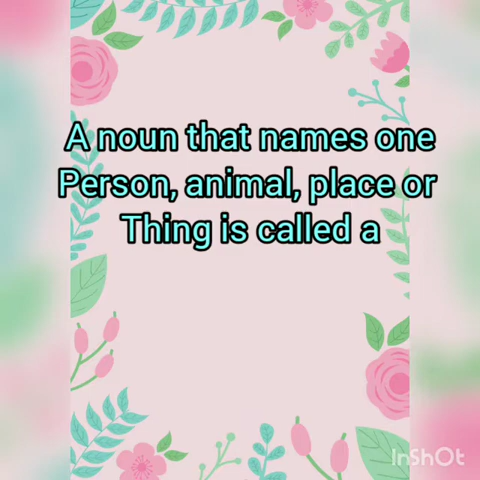 A noun that names one
Person, animal, place or
Thing is called a
InShOt